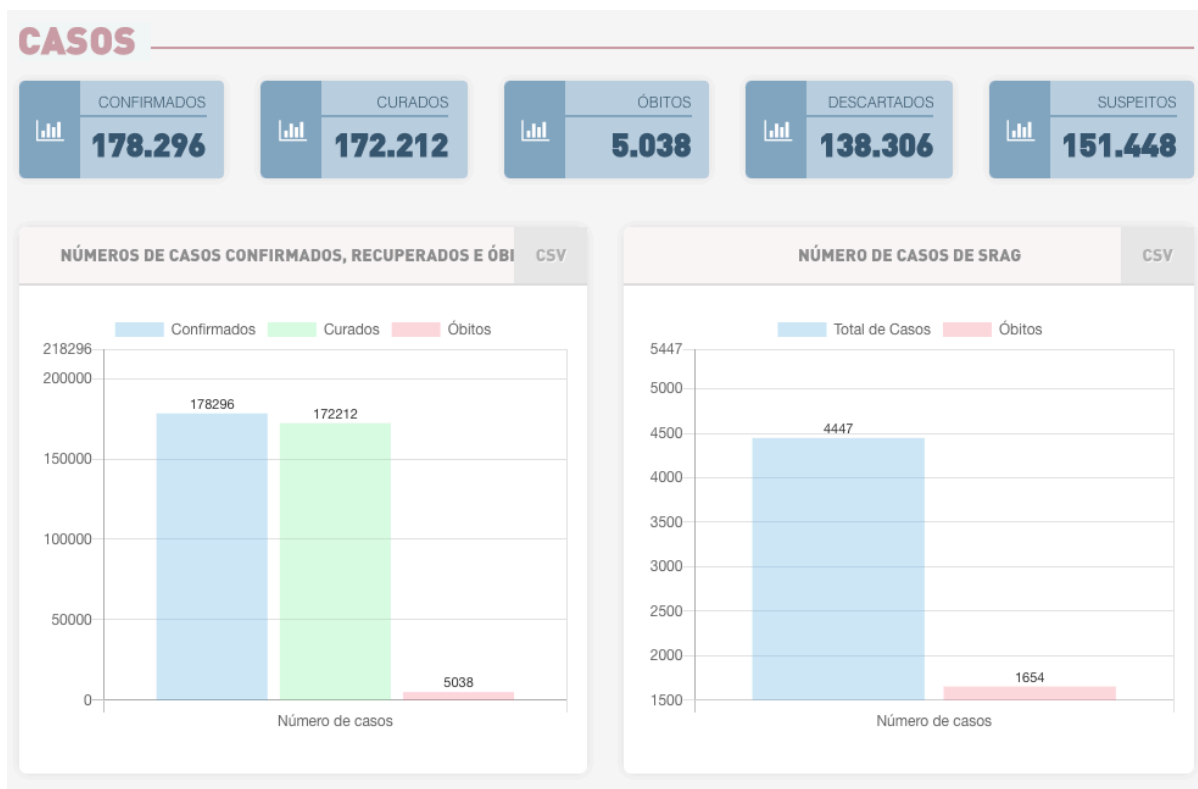 CASOS
CONFIRMADOS
178.296
CURADOS
172.212
ÓBITOS
5.038
DESCARTADOS
138.306
SUSPEITOS
151.448
NÚMEROS DE CASOS CONFIRMADOS, RECUPERADOS E ÓBI
CSV
Confirmados Curados Óbitos
218296
200000
150000
100000
50000
0
178296
172212
5038
Número de casos
NÚMERO DE CASOS DE SRAG
CSV
Total de Casos Óbitos
5447
5000
4500
4000
3500
3000
2500
2000
1500
4447
1654
Número de casos